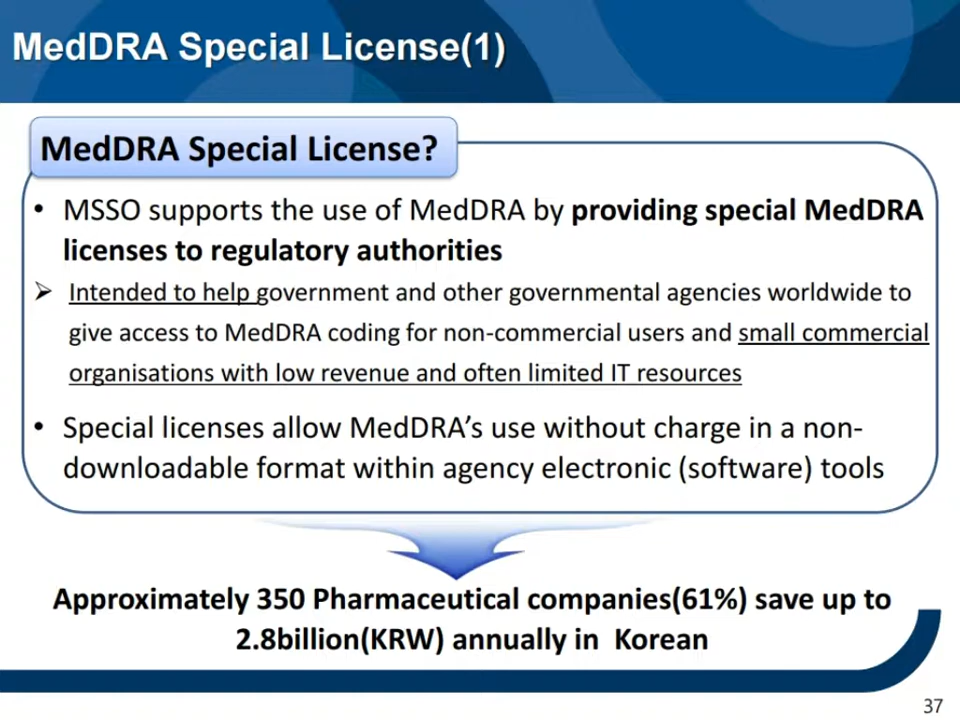 MedDRA Special License(1)
MedDRA Special License?
• MSSO supports the use of MedDRA by providing special MedDRA
licenses to regulatory authorities
➢ Intended to help government and other governmental agencies worldwide to
give access to MedDRA coding for non-commercial users and small commercial
organisations with low revenue and often limited IT resources
• Special licenses allow MedDRA's use without charge in a non-
downloadable format within agency electronic (software) tools
Approximately 350 Pharmaceutical companies(61%) save up to
2.8billion(KRW) annually in Korean
37